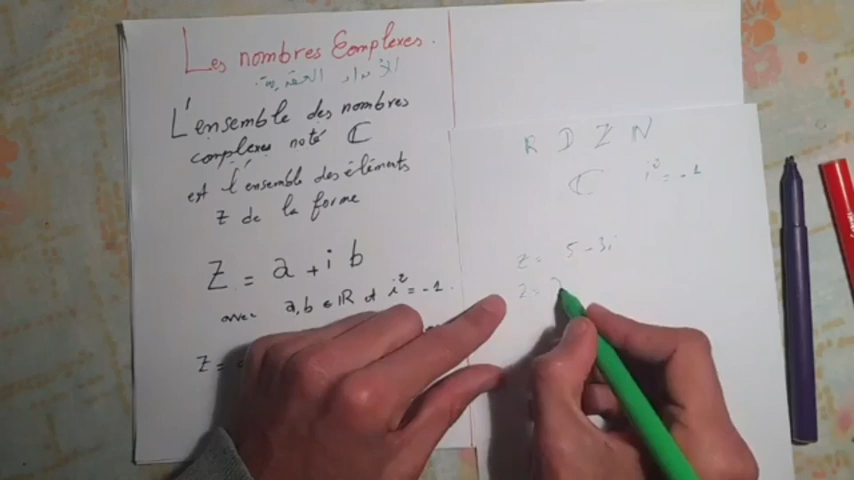 Les nombres Complexes.
الأعداد العقدية
L'ensemble des nombres
complexes noté ℂ
est l'ensemble des éléments
z de la forme
Z = a + i b
avec a, b ∈ ℝ et i² = -1.
Z =
R D Z N
ℂ i² = -1
z = 5 - 3i
z = 2